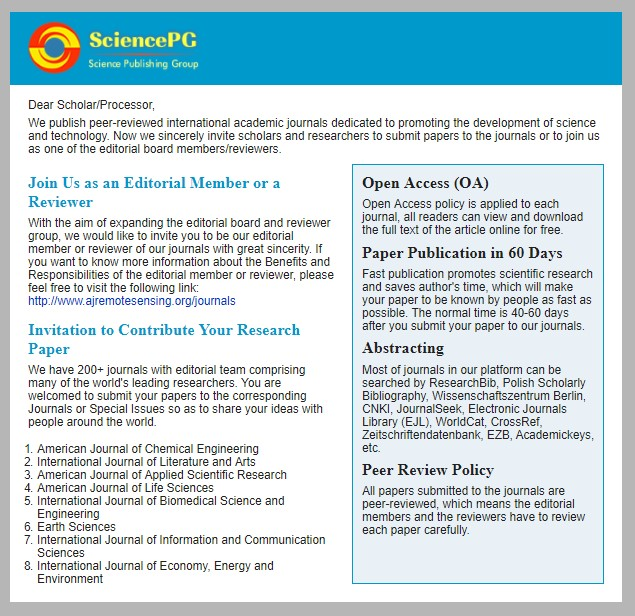 SciencePG
Science Publishing Group
Dear Scholar/Processor,
We publish peer-reviewed international academic journals dedicated to promoting the development of science
and technology. Now we sincerely invite scholars and researchers to submit papers to the journals or to join us
as one of the editorial board members/reviewers.
Join Us as an Editorial Member or a
Reviewer
With the aim of expanding the editorial board and reviewer
group, we would like to invite you to be our editorial
member or reviewer of our journals with great sincerity. If
you want to know more information about the Benefits and
Responsibilities of the editorial member or reviewer, please
feel free to visit the following link:
http://www.ajremotesensing.org/journals
Invitation to Contribute Your Research
Paper
We have 200+ journals with editorial team comprising
many of the world's leading researchers. You are
welcomed to submit your papers to the corresponding
Journals or Special Issues so as to share your ideas with
people around the world.
1. American Journal of Chemical Engineering
2. International Journal of Literature and Arts
3. American Journal of Applied Scientific Research
4. American Journal of Life Sciences
5. International Journal of Biomedical Science and
Engineering
6. Earth Sciences
7. International Journal of Information and Communication
Sciences
8. International Journal of Economy, Energy and
Environment
Open Access (OA)
Open Access policy is applied to each
journal, all readers can view and download
the full text of the article online for free.
Paper Publication in 60 Days
Fast publication promotes scientific research
and saves author's time, which will make
your paper to be known by people as fast as
possible. The normal time is 40-60 days
after you submit your paper to our journals.
Abstracting
Most of journals in our platform can be
searched by ResearchBib, Polish Scholarly
Bibliography, Wissenschaftszentrum Berlin,
CNKI, JournalSeek, Electronic Journals
Library (EJL), WorldCat, CrossRef,
Zeitschriftendatenbank, EZB, Academickeys,
etc.
Peer Review Policy
All papers submitted to the journals are
peer-reviewed, which means the editorial
members and the reviewers have to review
each paper carefully.